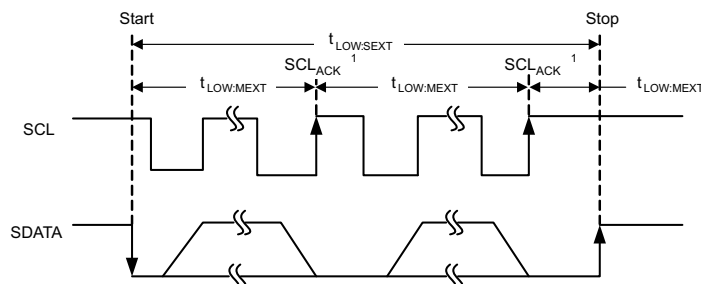 Start Stop
tLOW:SEXT
SCLACK 1 SCLACK 1
tLOW:MEXT tLOW:MEXT tLOW:MEXT
SCL
SDATA